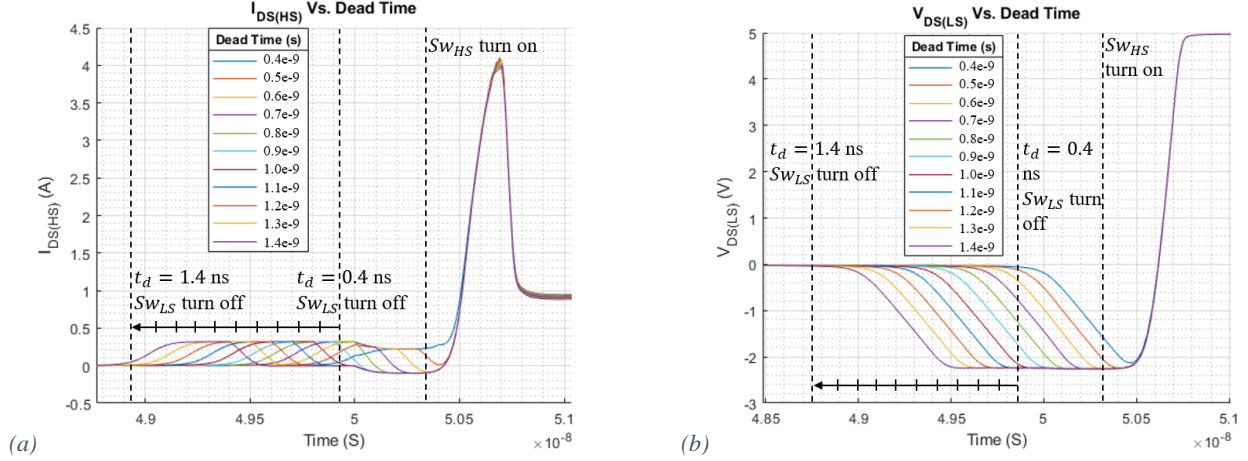 I_DS(HS) Vs. Dead Time
4.5
4
3.5
3
2.5
2
1.5
1
0.5
0
-0.5
I_DS(HS) (A)
Dead Time (s)
0.4e-9
0.5e-9
0.6e-9
0.7e-9
0.8e-9
0.9e-9
1.0e-9
1.1e-9
1.2e-9
1.3e-9
1.4e-9
Sw_HS turn on
t_d = 1.4 ns
Sw_LS turn off
t_d = 0.4 ns
Sw_LS turn off
4.9 4.95 5 5.05 5.1
Time (S)
×10^-8
(a)
V_DS(LS) Vs. Dead Time
5
4
3
2
1
0
-1
-2
-3
V_DS(LS) (V)
Dead Time (s)
0.4e-9
0.5e-9
0.6e-9
0.7e-9
0.8e-9
0.9e-9
1.0e-9
1.1e-9
1.2e-9
1.3e-9
1.4e-9
Sw_HS
turn on
t_d = 1.4 ns
Sw_LS turn off
t_d = 0.4
ns
Sw_LS turn
off
4.85 4.9 4.95 5 5.05 5.1
Time (S)
×10^-8
(b)